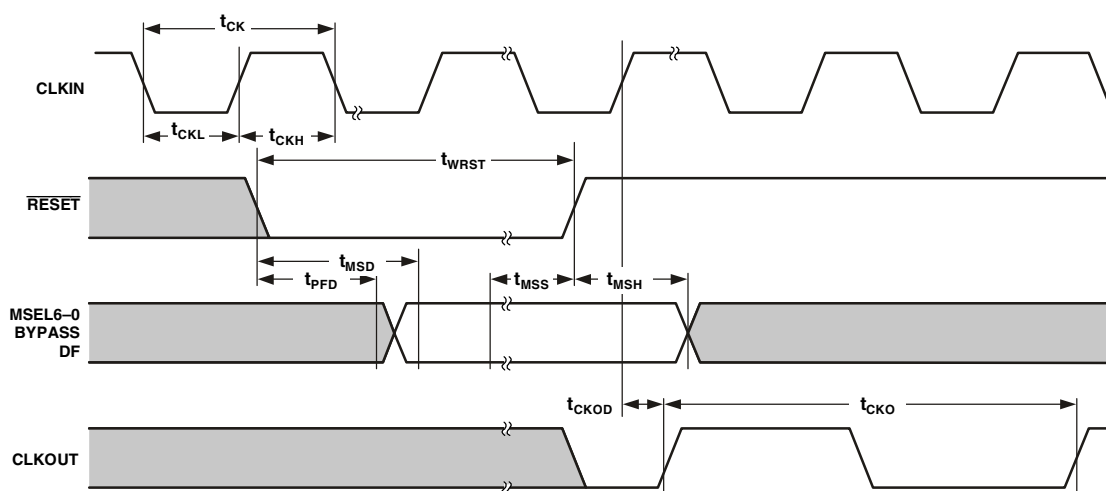 tCK
CLKIN
tCKL
tCKH
tWRST
RESET
tMSD
tPFD
tMSS
tMSH
MSEL6–0
BYPASS
DF
tCKOD
tCKO
CLKOUT